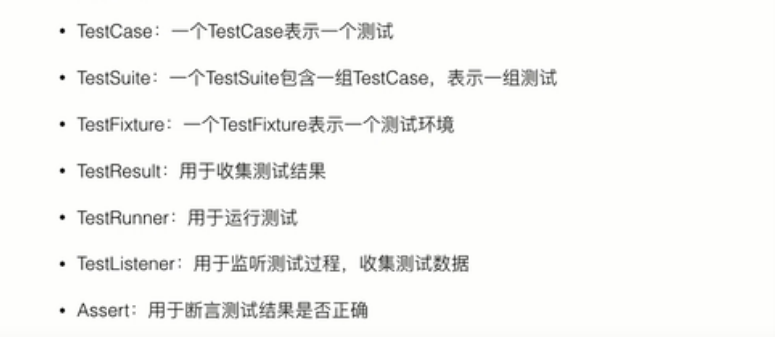 • TestCase：一个TestCase表示一个测试
• TestSuite：一个TestSuite包含一组TestCase，表示一组测试
• TestFixture：一个TestFixture表示一个测试环境
• TestResult：用于收集测试结果
• TestRunner：用于运行测试
• TestListener：用于监听测试过程，收集测试数据
• Assert：用于断言测试结果是否正确